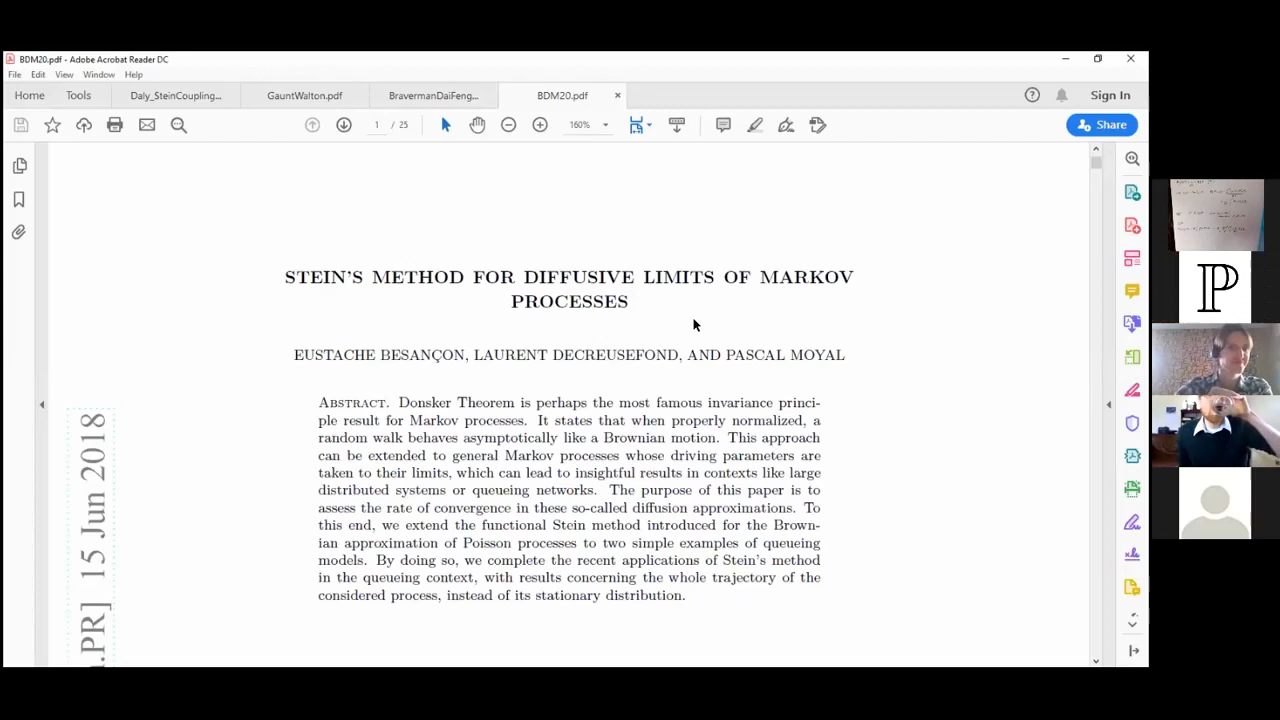 BDM20.pdf - Adobe Acrobat Reader DC
File Edit View Window Help
Home Tools Daly_SteinCoupling... GauntWalton.pdf BravermanDaiFeng... BDM20.pdf × Sign In
1 / 25 160% Share
STEIN'S METHOD FOR DIFFUSIVE LIMITS OF MARKOV
PROCESSES
EUSTACHE BESANÇON, LAURENT DECREUSEFOND, AND PASCAL MOYAL
ABSTRACT. Donsker Theorem is perhaps the most famous invariance princi-
ple result for Markov processes. It states that when properly normalized, a
random walk behaves asymptotically like a Brownian motion. This approach
can be extended to general Markov processes whose driving parameters are
taken to their limits, which can lead to insightful results in contexts like large
distributed systems or queueing networks. The purpose of this paper is to
assess the rate of convergence in these so-called diffusion approximations. To
this end, we extend the functional Stein method introduced for the Brown-
ian approximation of Poisson processes to two simple examples of queueing
models. By doing so, we complete the recent applications of Stein's method
in the queueing context, with results concerning the whole trajectory of the
considered process, instead of its stationary distribution.
.PR] 15 Jun 2018
ℙ